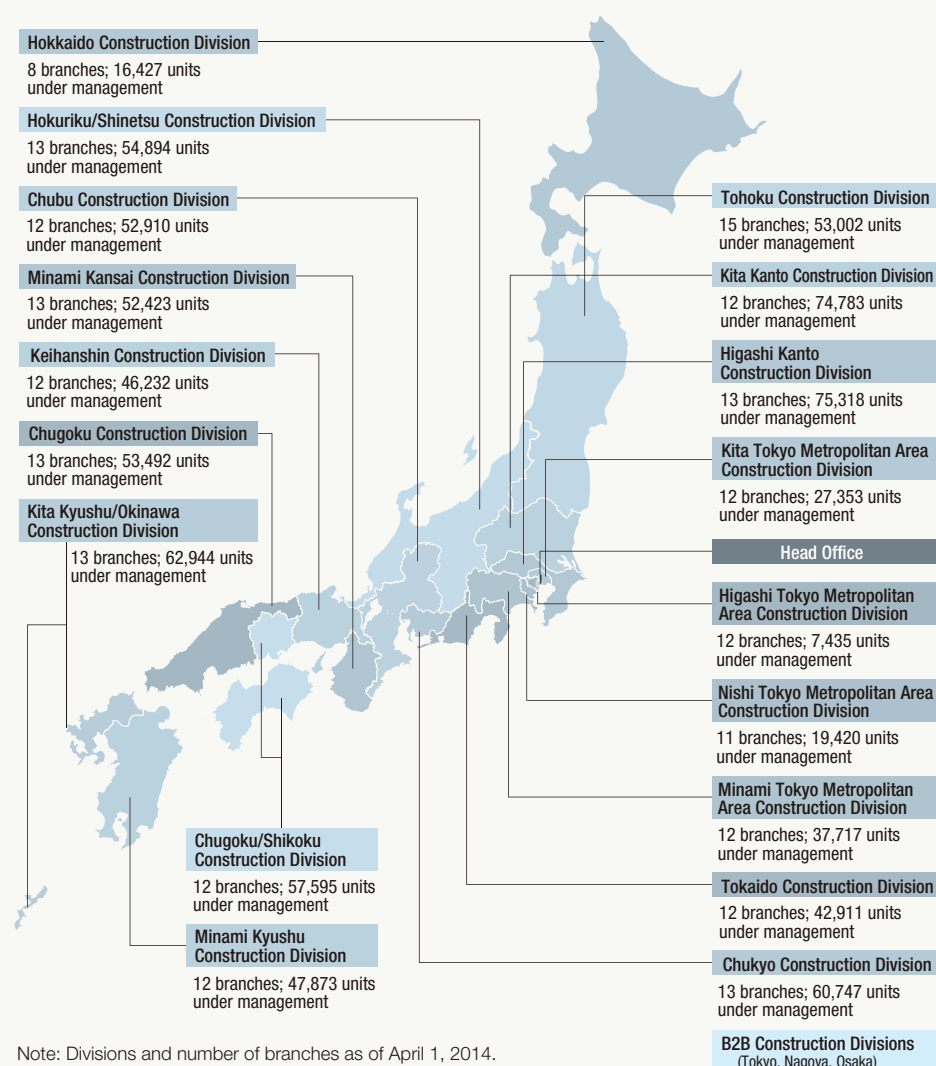 Hokkaido Construction Division
8 branches; 16,427 units
under management
Hokuriku/Shinetsu Construction Division
13 branches; 54,894 units
under management
Chubu Construction Division
12 branches; 52,910 units
under management
Minami Kansai Construction Division
13 branches; 52,423 units
under management
Keihanshin Construction Division
12 branches; 46,232 units
under management
Chugoku Construction Division
13 branches; 53,492 units
under management
Kita Kyushu/Okinawa
Construction Division
13 branches; 62,944 units
under management
Chugoku/Shikoku
Construction Division
12 branches; 57,595 units
under management
Minami Kyushu
Construction Division
12 branches; 47,873 units
under management
Tohoku Construction Division
15 branches; 53,002 units
under management
Kita Kanto Construction Division
12 branches; 74,783 units
under management
Higashi Kanto
Construction Division
13 branches; 75,318 units
under management
Kita Tokyo Metropolitan Area
Construction Division
12 branches; 27,353 units
under management
Head Office
Higashi Tokyo Metropolitan
Area Construction Division
12 branches; 7,435 units
under management
Nishi Tokyo Metropolitan Area
Construction Division
11 branches; 19,420 units
under management
Minami Tokyo Metropolitan
Area Construction Division
12 branches; 37,717 units
under management
Tokaido Construction Division
12 branches; 42,911 units
under management
Chukyo Construction Division
13 branches; 60,747 units
under management
B2B Construction Divisions
(Tokyo, Nagoya, Osaka)
Note: Divisions and number of branches as of April 1, 2014.